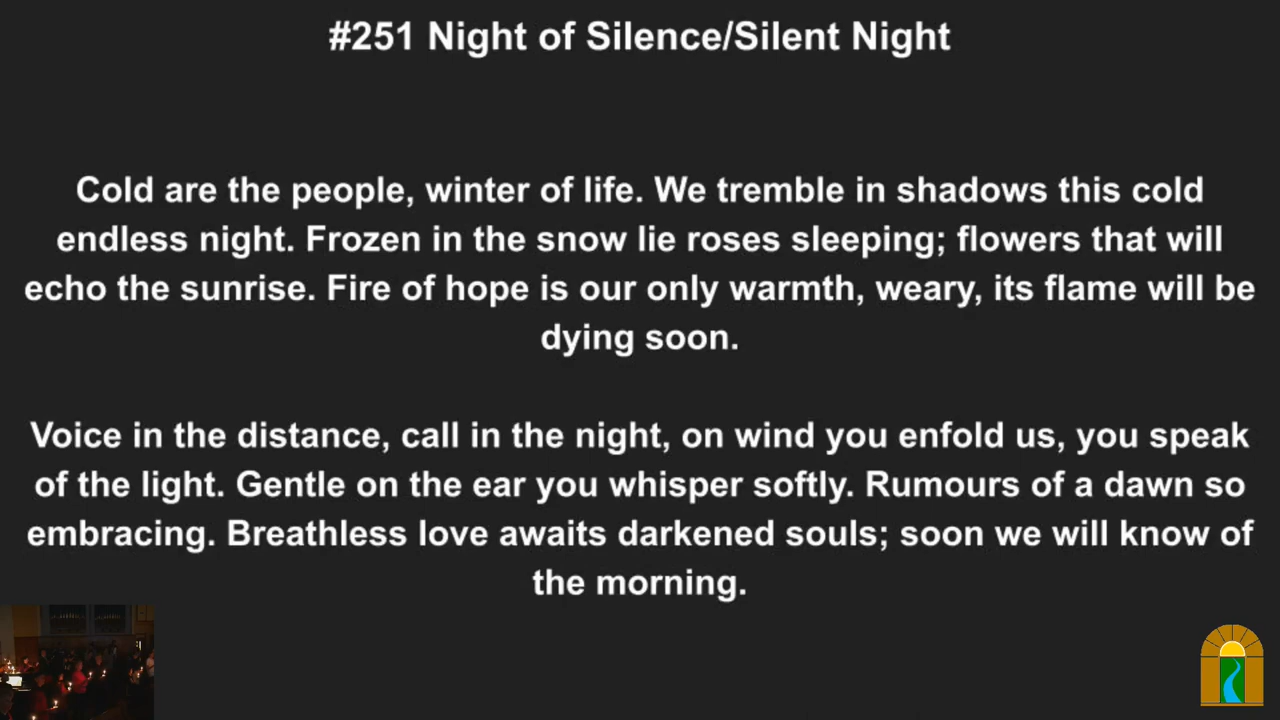 #251 Night of Silence/Silent Night
Cold are the people, winter of life. We tremble in shadows this cold
endless night. Frozen in the snow lie roses sleeping; flowers that will
echo the sunrise. Fire of hope is our only warmth, weary, its flame will be
dying soon.
Voice in the distance, call in the night, on wind you enfold us, you speak
of the light. Gentle on the ear you whisper softly. Rumours of a dawn so
embracing. Breathless love awaits darkened souls; soon we will know of
the morning.